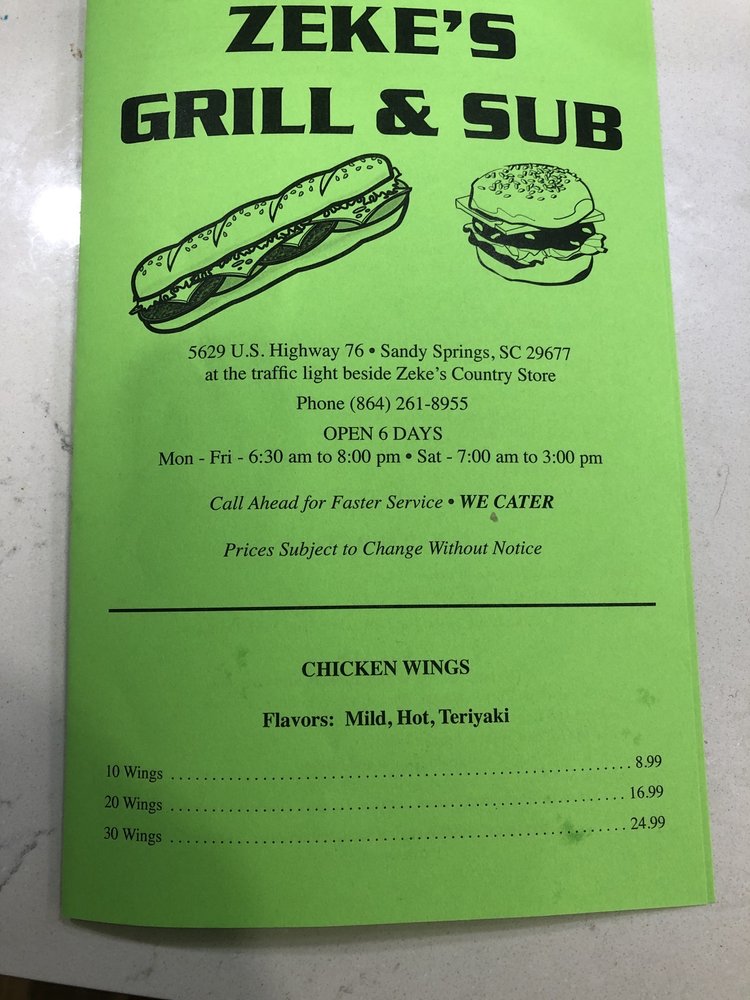 ZEKE'S
GRILL & SUB
5629 U.S. Highway 76 • Sandy Springs, SC 29677
at the traffic light beside Zeke's Country Store
Phone (864) 261-8955
OPEN 6 DAYS
Mon - Fri - 6:30 am to 8:00 pm • Sat - 7:00 am to 3:00 pm
Call Ahead for Faster Service • WE CATER
Prices Subject to Change Without Notice
CHICKEN WINGS
Flavors: Mild, Hot, Teriyaki
10 Wings 8.99
20 Wings 16.99
30 Wings 24.99